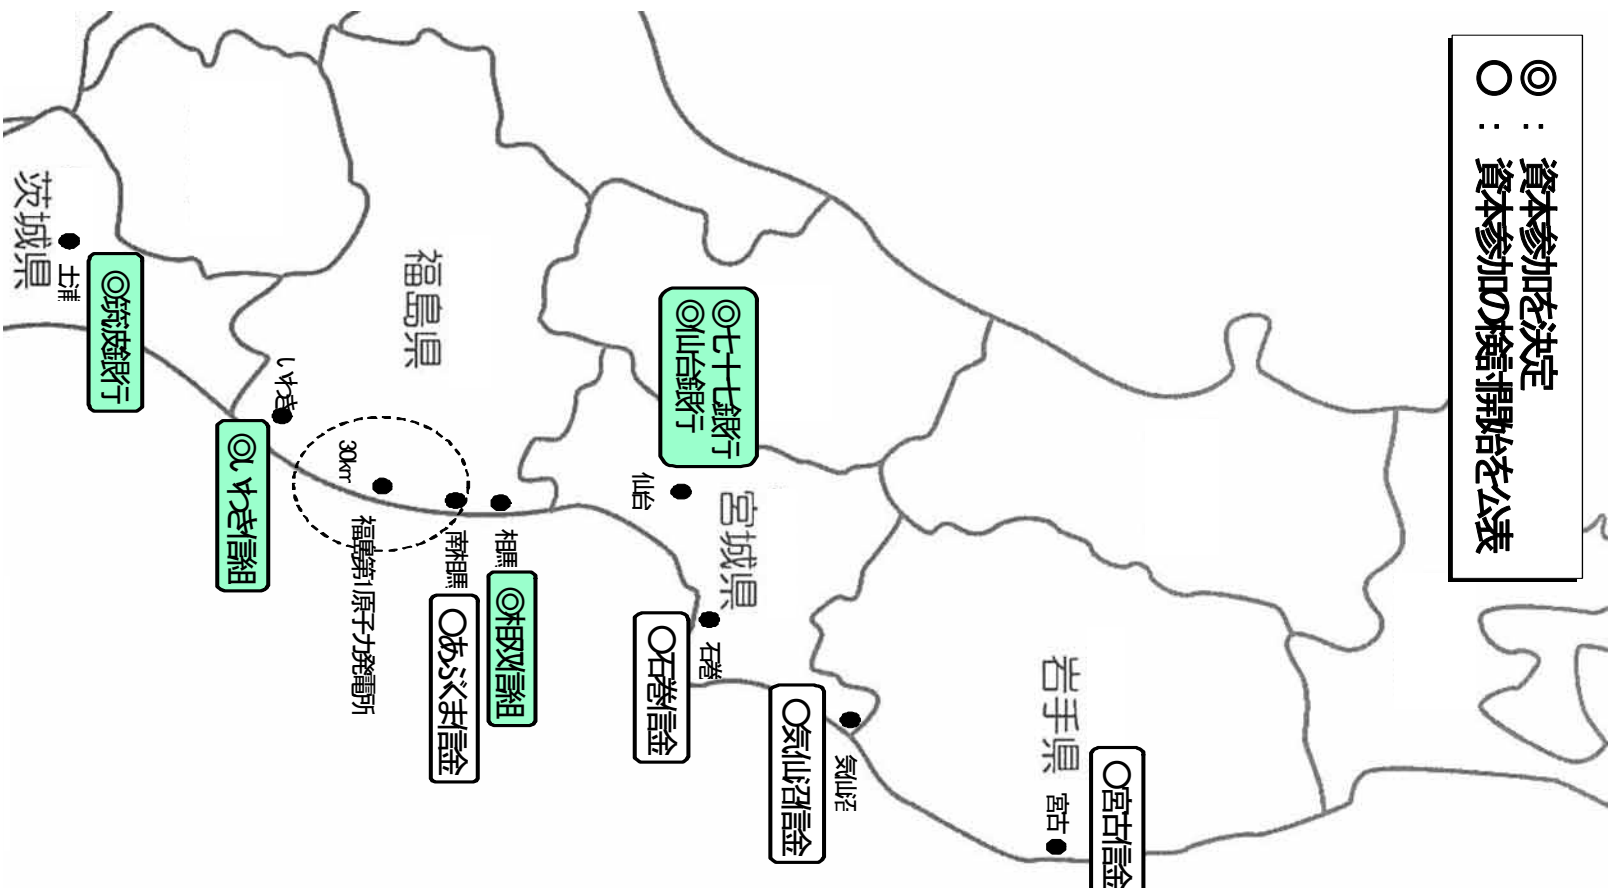 ◎：資本参加を決定
○：資本参加の検討開始を公表
岩手県
宮古
○宮古信金
気仙沼
○気仙沼信金
宮城県
石巻
○石巻信金
◎七十七銀行
◎仙台銀行
仙台
相馬
◎相双信組
南相馬
○あぶくま信金
福島県
30km
福島第1原子力発電所
いわき
◎いわき信組
茨城県
土浦
◎筑波銀行